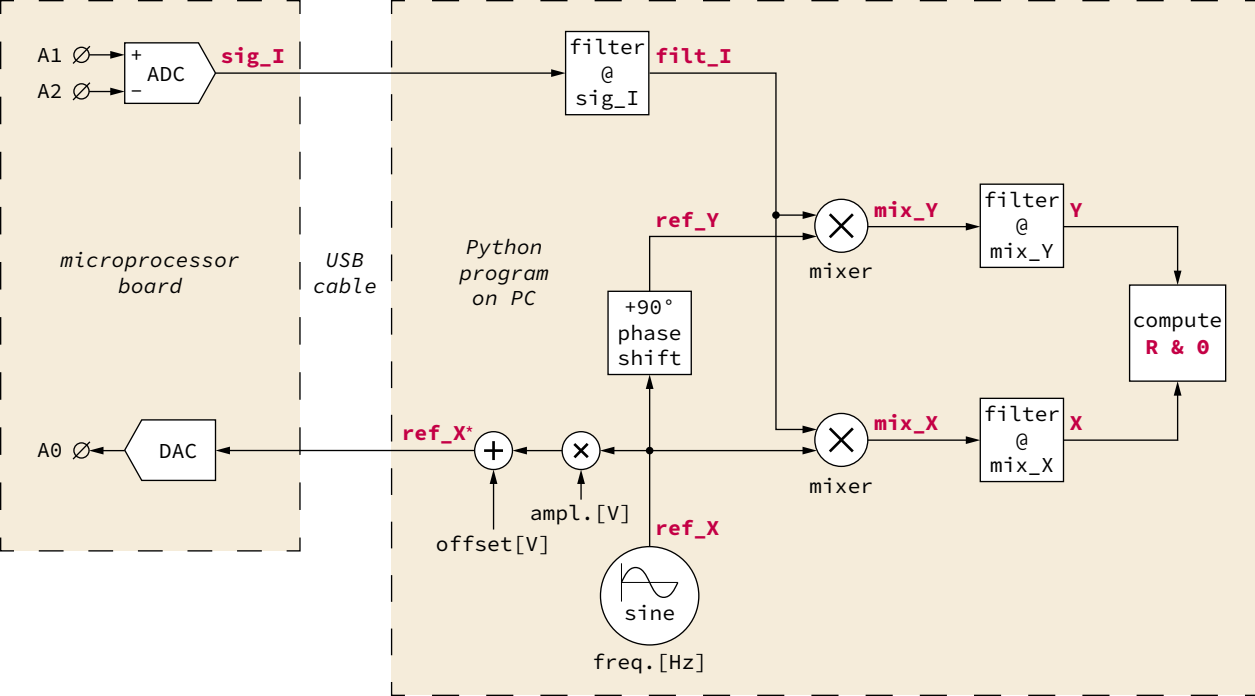 A1
+
ADC
A2
−
sig_I
filter
@
sig_I
filt_I
microprocessor
board
USB
cable
Python
program
on PC
ref_Y
+90°
phase
shift
mixer
mix_Y
filter
@
mix_Y
Y
compute
R & θ
A0
DAC
ref_X*
+
×
offset[V]
ampl.[V]
ref_X
sine
freq.[Hz]
mixer
mix_X
filter
@
mix_X
X